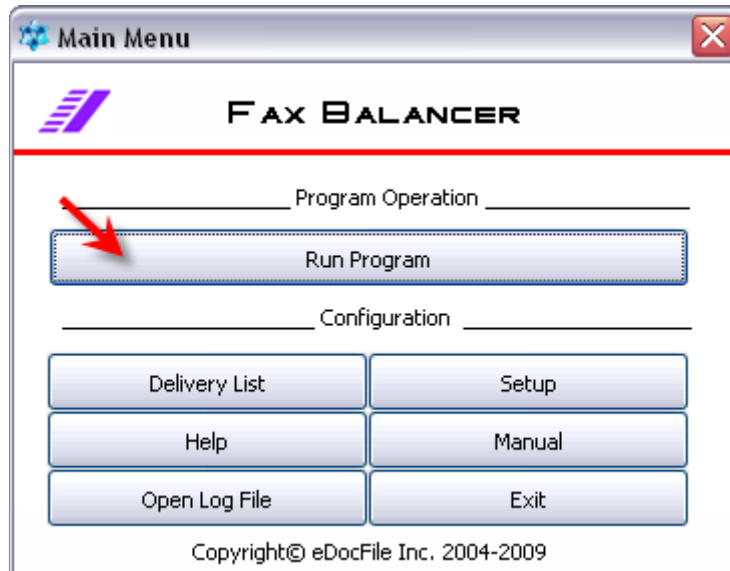 Main Menu
FAX BALANCER
Program Operation
Run Program
Configuration
Delivery List Setup
Help Manual
Open Log File Exit
Copyright© eDocFile Inc. 2004-2009